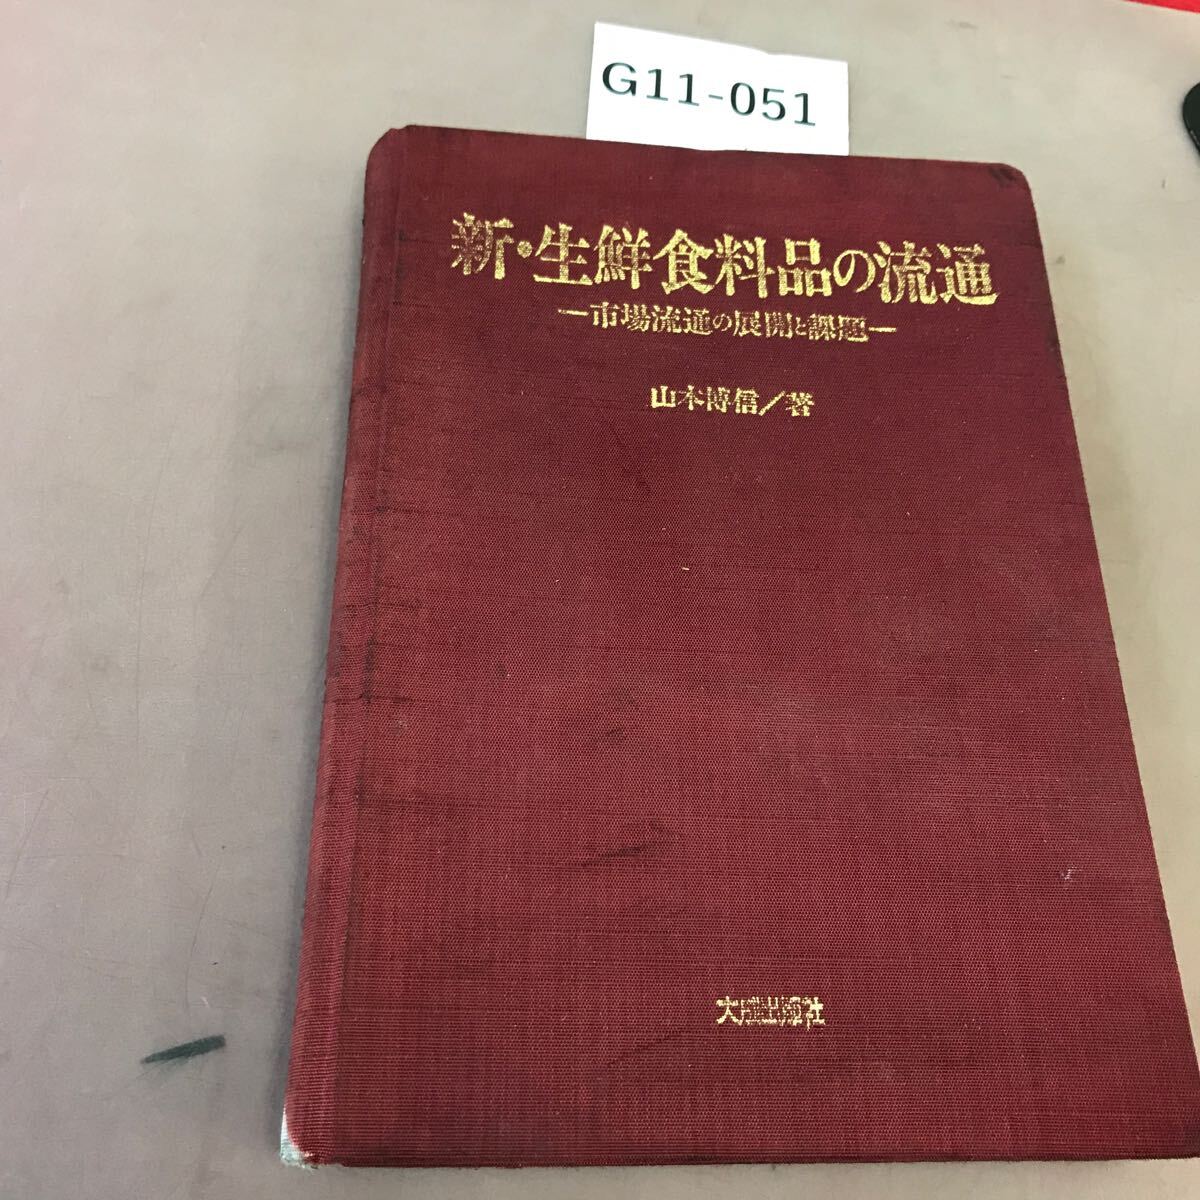 G11-051
新・生鮮食料品の流通
―市場流通の展開と課題―
山本博信／著
大成出版社